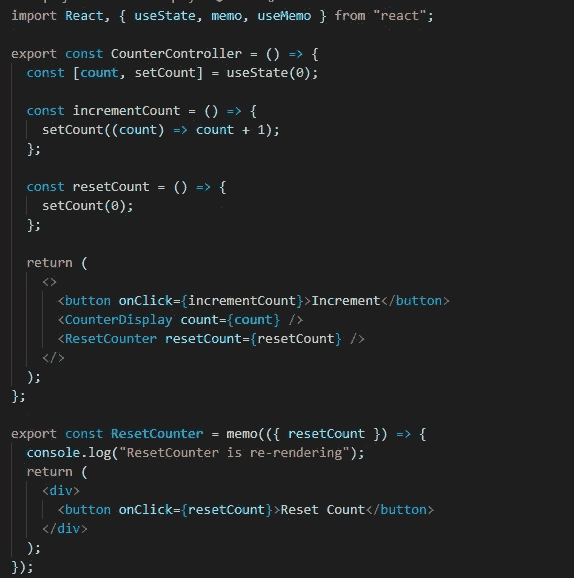 import React, { useState, memo, useMemo } from "react";

export const CounterController = () => {
  const [count, setCount] = useState(0);

  const incrementCount = () => {
    setCount((count) => count + 1);
  };

  const resetCount = () => {
    setCount(0);
  };

  return (
    <>
      <button onClick={incrementCount}>Increment</button>
      <CounterDisplay count={count} />
      <ResetCounter resetCount={resetCount} />
    </>
  );
};

export const ResetCounter = memo(({ resetCount }) => {
  console.log("ResetCounter is re-rendering");
  return (
    <div>
      <button onClick={resetCount}>Reset Count</button>
    </div>
  );
});